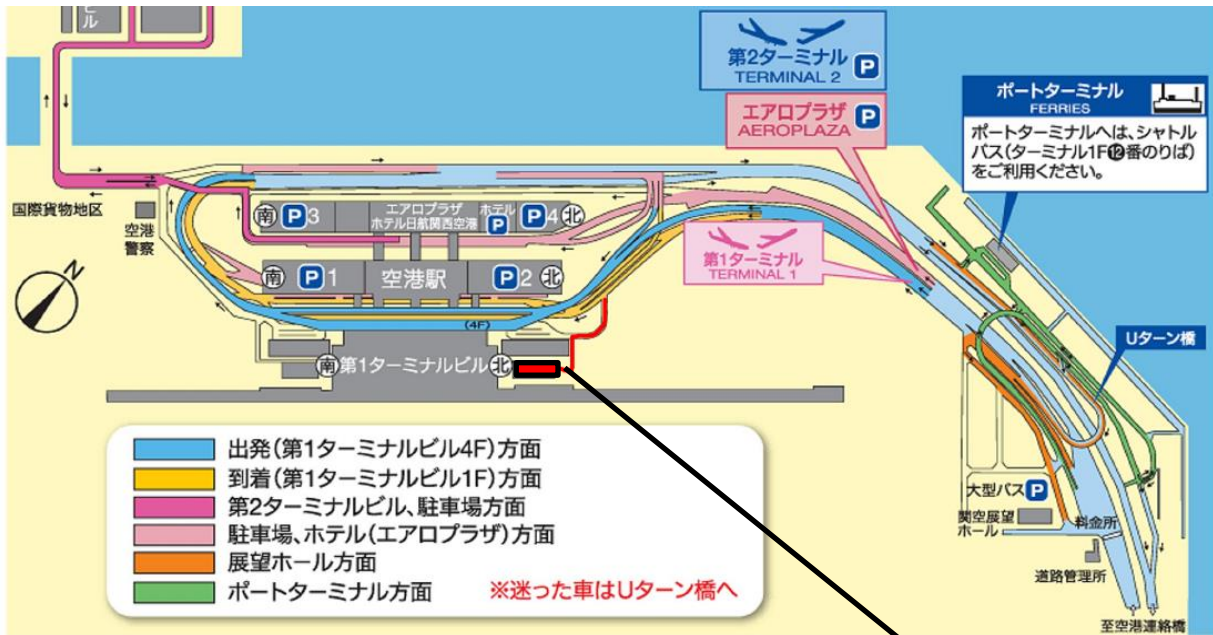 ビル
第2ターミナル
TERMINAL 2
P
エアロプラザ
AEROPLAZA
P
ポートターミナル
FERRIES
ポートターミナルへは、シャトル
バス(ターミナル1F⑫番のりば)
をご利用ください。
国際貨物地区
空港
警察
N
南 P3
エアロプラザ
ホテル日航関西空港
ホテル
P
P4 北
第1ターミナル
TERMINAL 1
南 P1
空港駅
P2 北
(4F)
南 第1ターミナルビル 北
Uターン橋
出発(第1ターミナルビル4F)方面
到着(第1ターミナルビル1F)方面
第2ターミナルビル、駐車場方面
駐車場、ホテル(エアロプラザ)方面
展望ホール方面
ポートターミナル方面
※迷った車はUターン橋へ
大型バス P
関空展望
ホール
料金所
道路管理所
至空港連絡橋